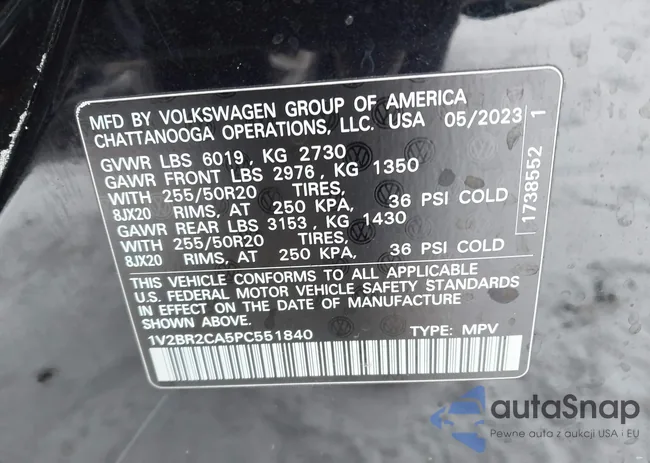 MFD BY VOLKSWAGEN GROUP OF AMERICA
CHATTANOOGA OPERATIONS, LLC. USA 05/2023
GVWR LBS 6019, KG 2730
GAWR FRONT LBS 2976, KG 1350
WITH 255/50R20 TIRES,
8JX20 RIMS, AT 250 KPA, 36 PSI COLD
GAWR REAR LBS 3153, KG 1430
WITH 255/50R20 TIRES,
8JX20 RIMS, AT 250 KPA, 36 PSI COLD
THIS VEHICLE CONFORMS TO ALL APPLICABLE
U.S. FEDERAL MOTOR VEHICLE SAFETY STANDARDS
IN EFFECT ON THE DATE OF MANUFACTURE
SHOWN ABOVE.
1V2BR2CA5PC551840 TYPE: MPV
1738552 1
autaSnap
Pewne auta z aukcji USA i EU